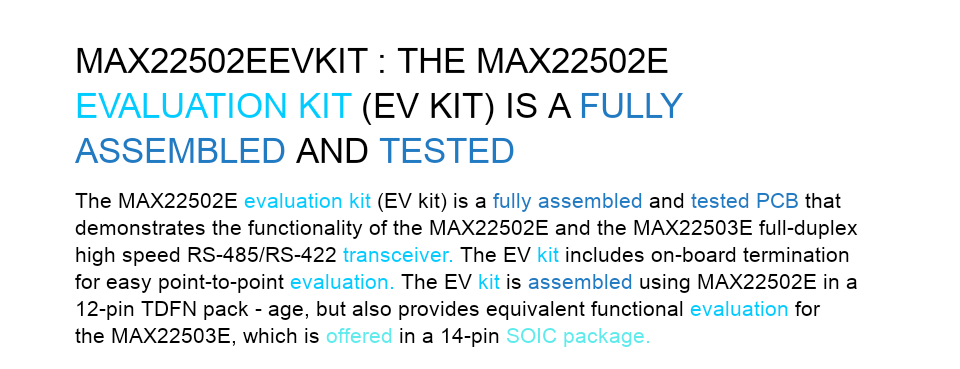 MAX22502EEVKIT : THE MAX22502E
EVALUATION KIT (EV KIT) IS A FULLY
ASSEMBLED AND TESTED
The MAX22502E evaluation kit (EV kit) is a fully assembled and tested PCB that
demonstrates the functionality of the MAX22502E and the MAX22503E full-duplex
high speed RS-485/RS-422 transceiver. The EV kit includes on-board termination
for easy point-to-point evaluation. The EV kit is assembled using MAX22502E in a
12-pin TDFN pack - age, but also provides equivalent functional evaluation for
the MAX22503E, which is offered in a 14-pin SOIC package.